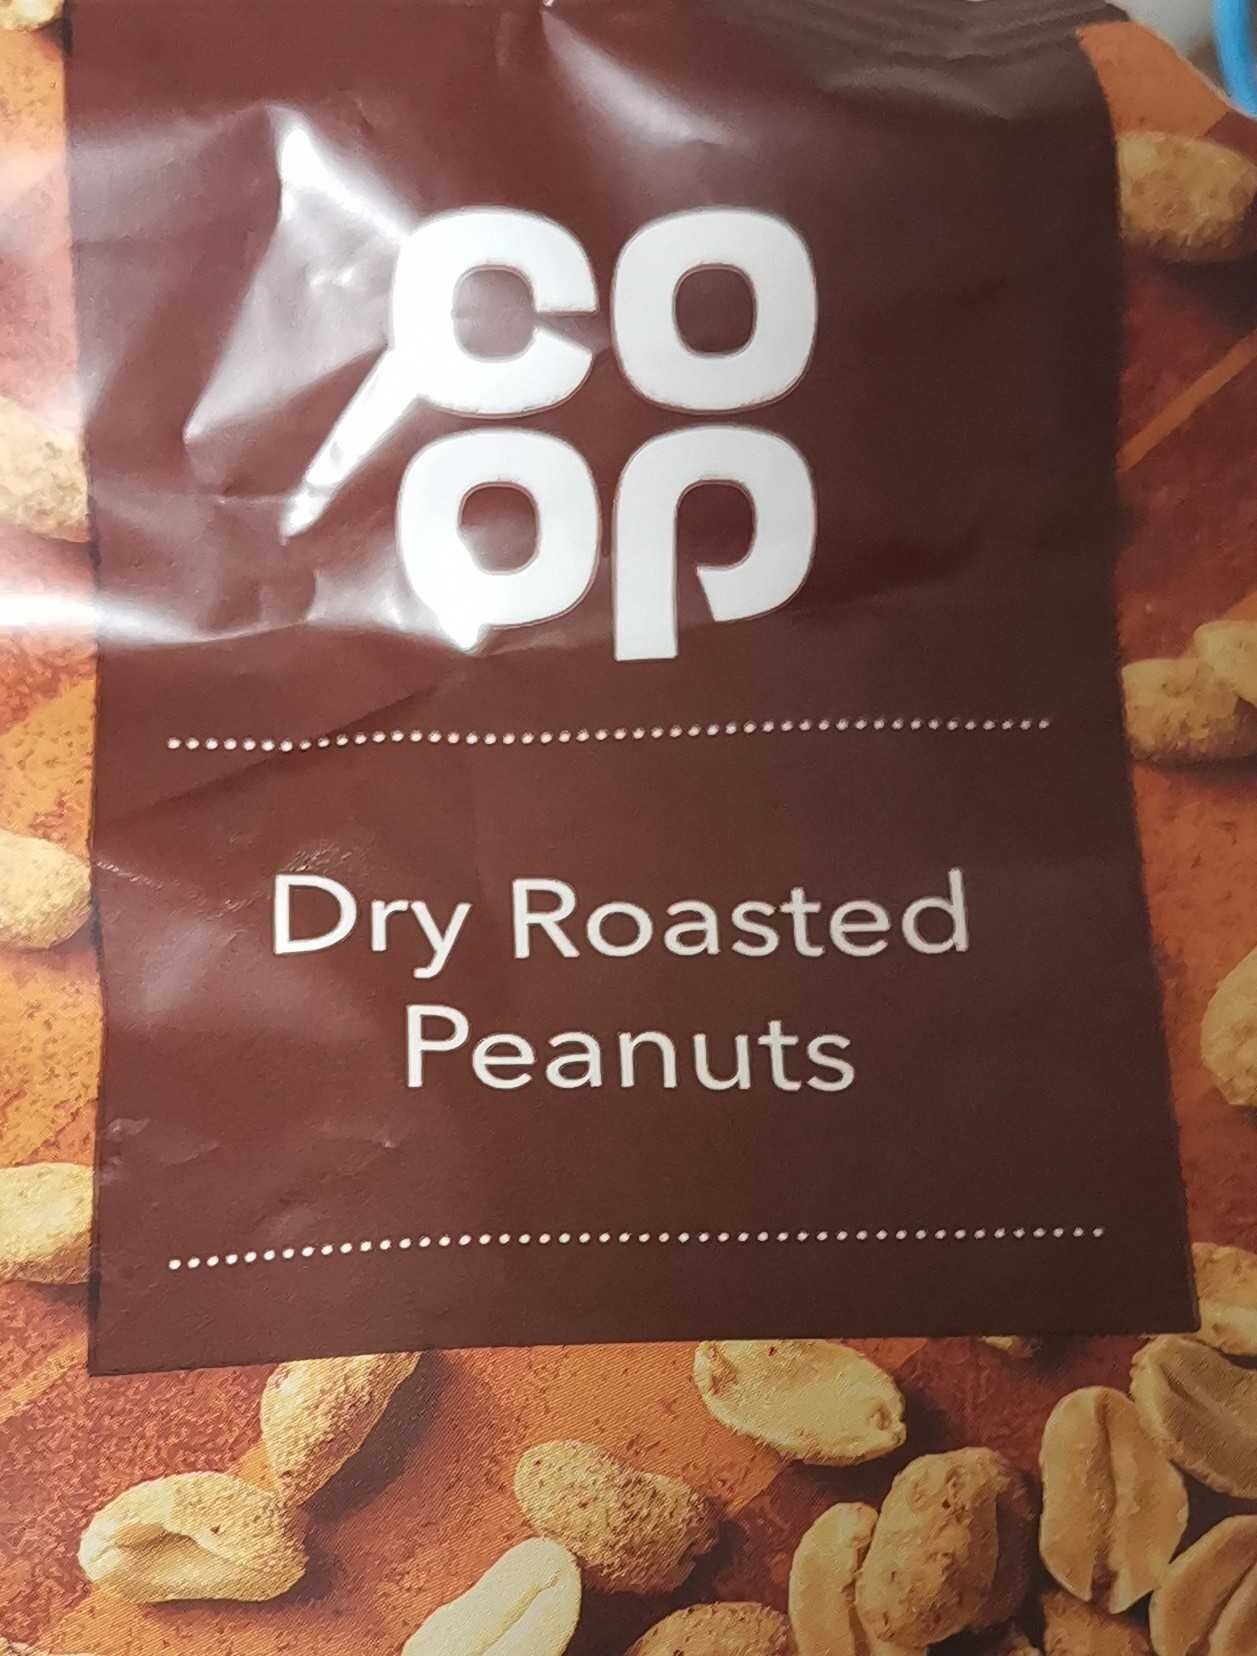 co
op
Dry Roasted
Peanuts